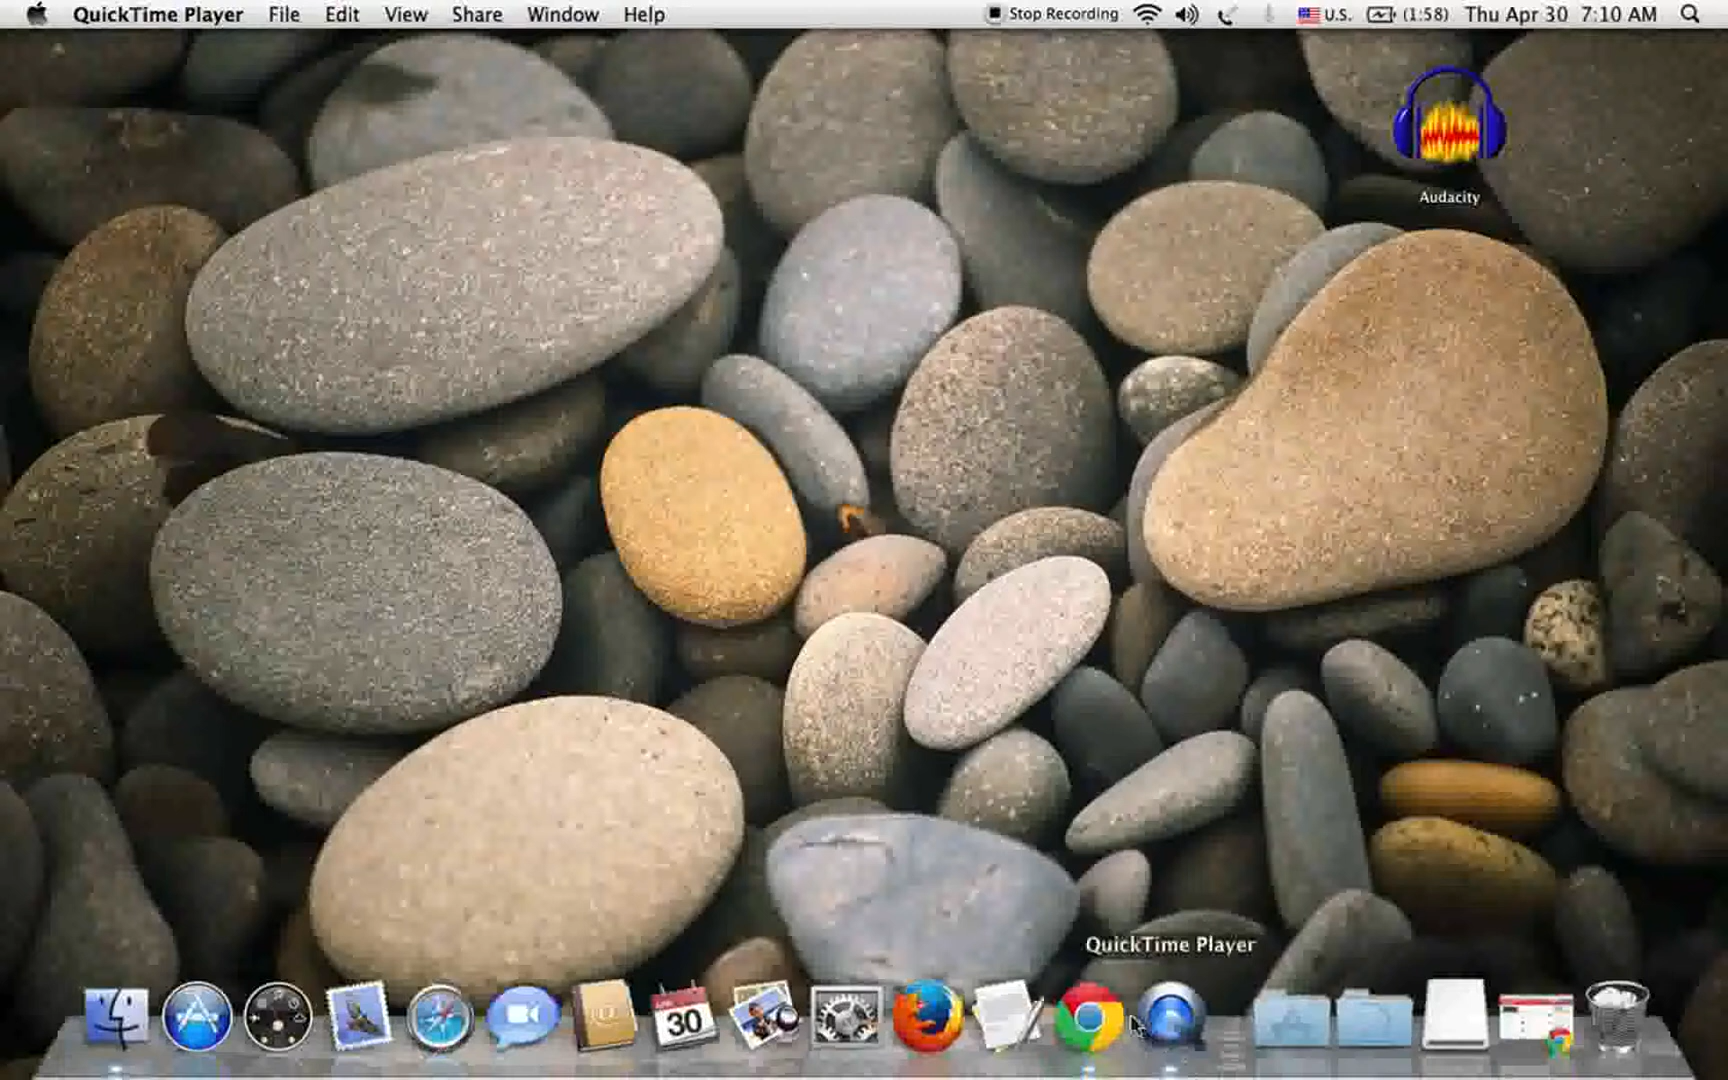 QuickTime Player File Edit View Share Window Help Stop Recording U.S. (1:58) Thu Apr 30 7:10 AM
Audacity
QuickTime Player
30